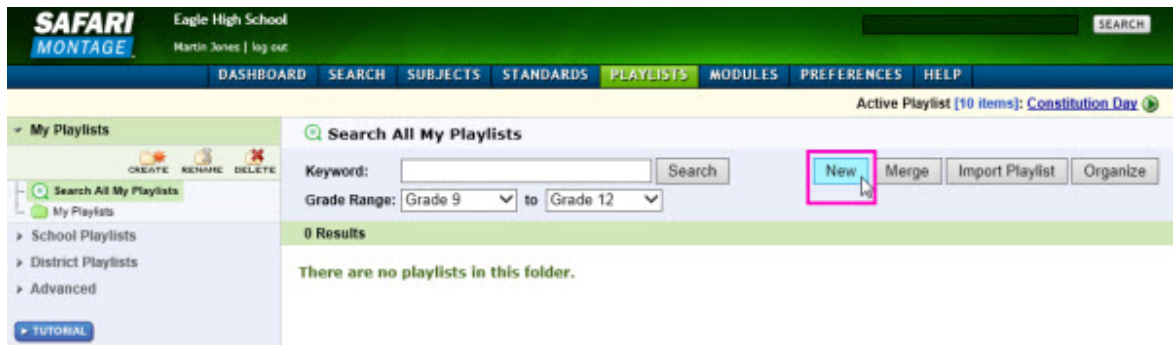 SAFARI MONTAGE
Eagle High School
Martin Jones | log out
SEARCH
DASHBOARD SEARCH SUBJECTS STANDARDS PLAYLISTS MODULES PREFERENCES HELP
Active Playlist [10 items]: Constitution Day
My Playlists
CREATE RENAME DELETE
Search All My Playlists
My Playlists
School Playlists
District Playlists
Advanced
TUTORIAL
Search All My Playlists
Keyword: Search New Merge Import Playlist Organize
Grade Range: Grade 9 to Grade 12
0 Results
There are no playlists in this folder.